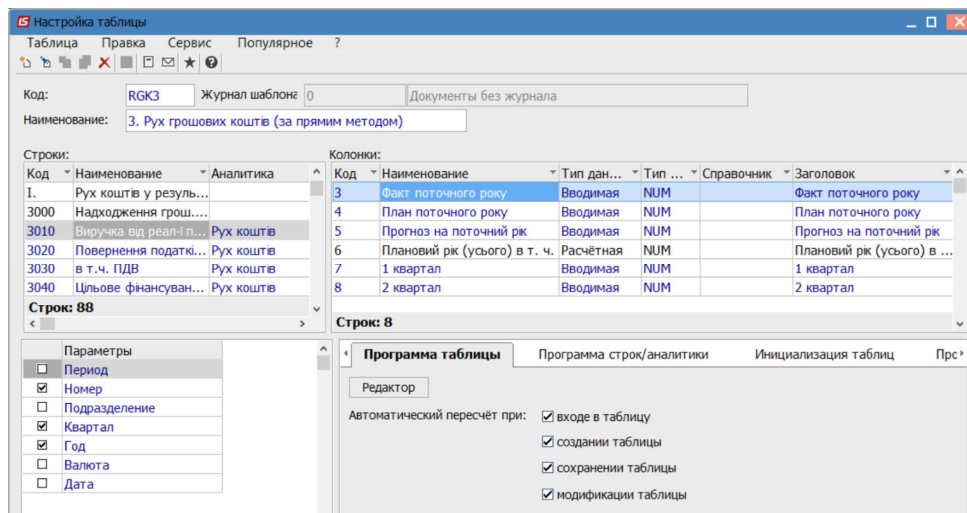 Настройка таблицы
Таблица Правка Сервис Популярное ?
Код: RGK3 Журнал шаблона 0 Документы без журнала
Наименование: 3. Рух грошових коштів (за прямим методом)
Строки:
Код Наименование Аналитика
I. Рух коштів у резуль...
3000 Надходження грош....
3010 Виручка від реал-і п... Рух коштів
3020 Повернення податкі... Рух коштів
3030 в т.ч. ПДВ Рух коштів
3040 Цільове фінансуван... Рух коштів
Строк: 88
Колонки:
Код Наименование Тип дан... Тип ... Справочник Заголовок
3 Факт поточного року Вводимая NUM Факт поточного року
4 План поточного року Вводимая NUM План поточного року
5 Прогноз на поточний рік Вводимая NUM Прогноз на поточний рік
6 Плановий рік (усього) в т. ч. Расчётная NUM Плановий рік (усього) в ...
7 1 квартал Вводимая NUM 1 квартал
8 2 квартал Вводимая NUM 2 квартал
Строк: 8
Параметры
Период
Номер
Подразделение
Квартал
Год
Валюта
Дата
Программа таблицы Программа строк/аналитики Инициализация таблиц Прс
Редактор
Автоматический пересчёт при: входе в таблицу
создании таблицы
сохранении таблицы
модификации таблицы